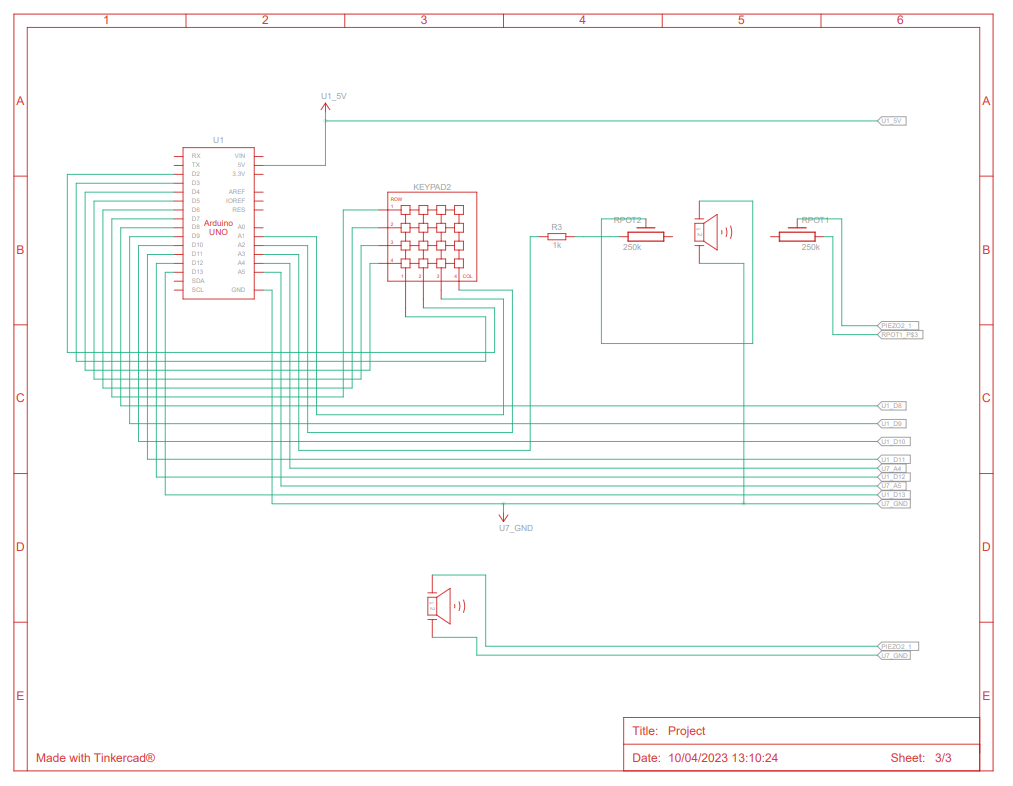 1 2 3 4 5 6
A A
U1_5V
U1_5V
U1
RX VIN
TX 5V
D2 3.3V
D3
D4 AREF
D5 IOREF
D6 RES
D7
D8 A0
D9 A1
D10 A2
D11 A3
D12 A4
D13 A5
SDA
SCL GND
Arduino
UNO
KEYPAD2
ROW
1
2
3
4
1 2 3 4 COL
B B
R3
1k
RPOT2
250k
RPOT1
250k
PIEZO2_1
RPOT1_P$3
C C
U1_D8
U1_D9
U1_D10
U1_D11
U7_A4
U1_D12
U7_A5
U1_D13
U7_GND
U7_GND
D D
PIEZO2_1
U7_GND
E E
Title: Project
Date: 10/04/2023 13:10:24 Sheet: 3/3
Made with Tinkercad®